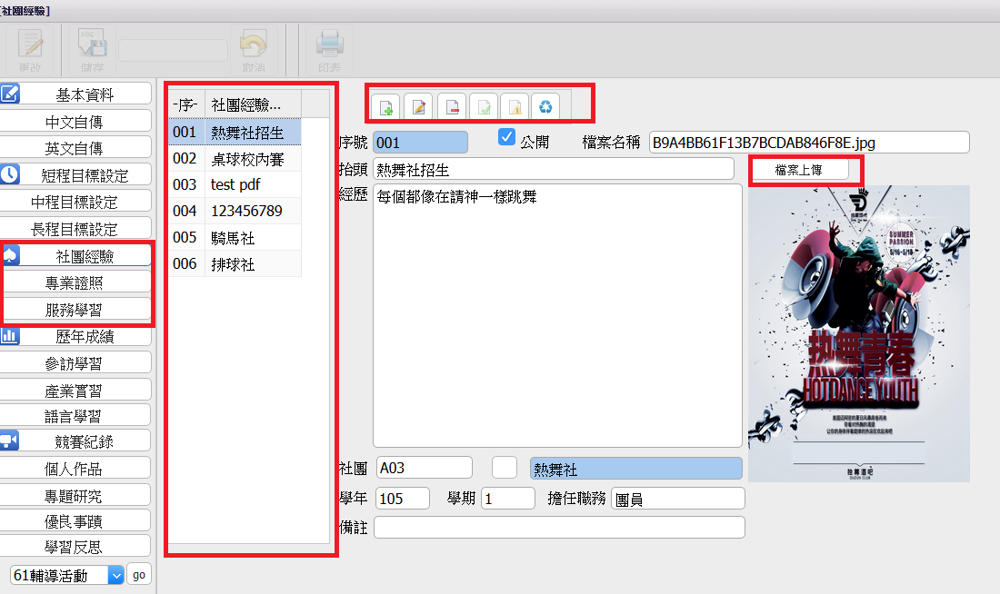 [社團經驗]
更改
儲存
取消
印表
基本資料
中文自傳
英文自傳
短程目標設定
中程目標設定
長程目標設定
社團經驗
專業證照
服務學習
歷年成績
參訪學習
產業實習
語言學習
競賽紀錄
個人作品
專題研究
優良事蹟
學習反思
61輔導活動 go
-序- 社團經驗...
001 熱舞社招生
002 桌球校內賽
003 test pdf
004 123456789
005 騎馬社
006 排球社
序號 001 公開 檔案名稱 B9A4BB61F13B7BCDAB846F8E.jpg
抬頭 熱舞社招生
檔案上傳
經歷 每個都像在請神一樣跳舞
SUMMER
PASSION
5/16-5/18
热舞青春
HOTDANCE YOUTH
社團 A03 熱舞社
學年 105 學期 1 擔任職務 團員
備註